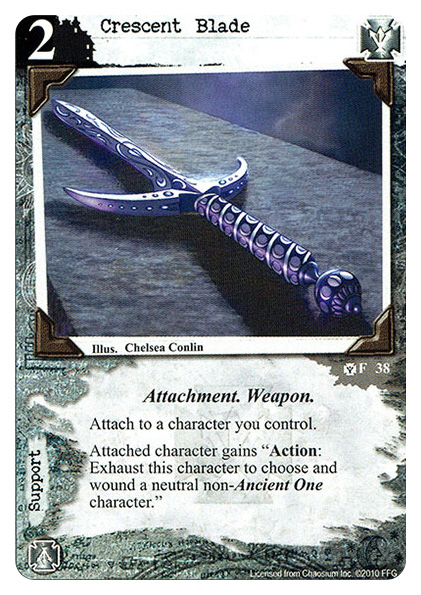 2
Crescent Blade
Illus. Chelsea Conlin
F 38
Attachment. Weapon.
Attach to a character you control.
Attached character gains “Action:
Exhaust this character to choose and
wound a neutral non-Ancient One
character.”
Support
Licensed from Chaosium Inc. ©2010 FFG